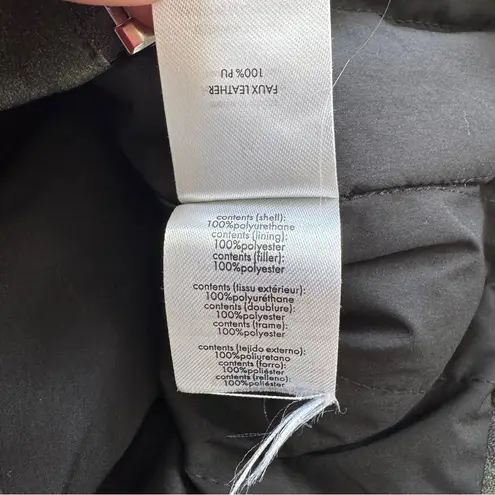 100% PU
FAUX LEATHER
contents (shell):
100%polyurethane
contents (lining):
100%polyester
contents (filler):
100%polyester
contents (tissu extérieur):
100%polyuréthane
contents (doublure):
100%polyester
contents (trame):
100%polyester
contents (tejido externo):
100%poliuretano
contents (forro):
100%poliéster
contents (relleno):
100%poliéster